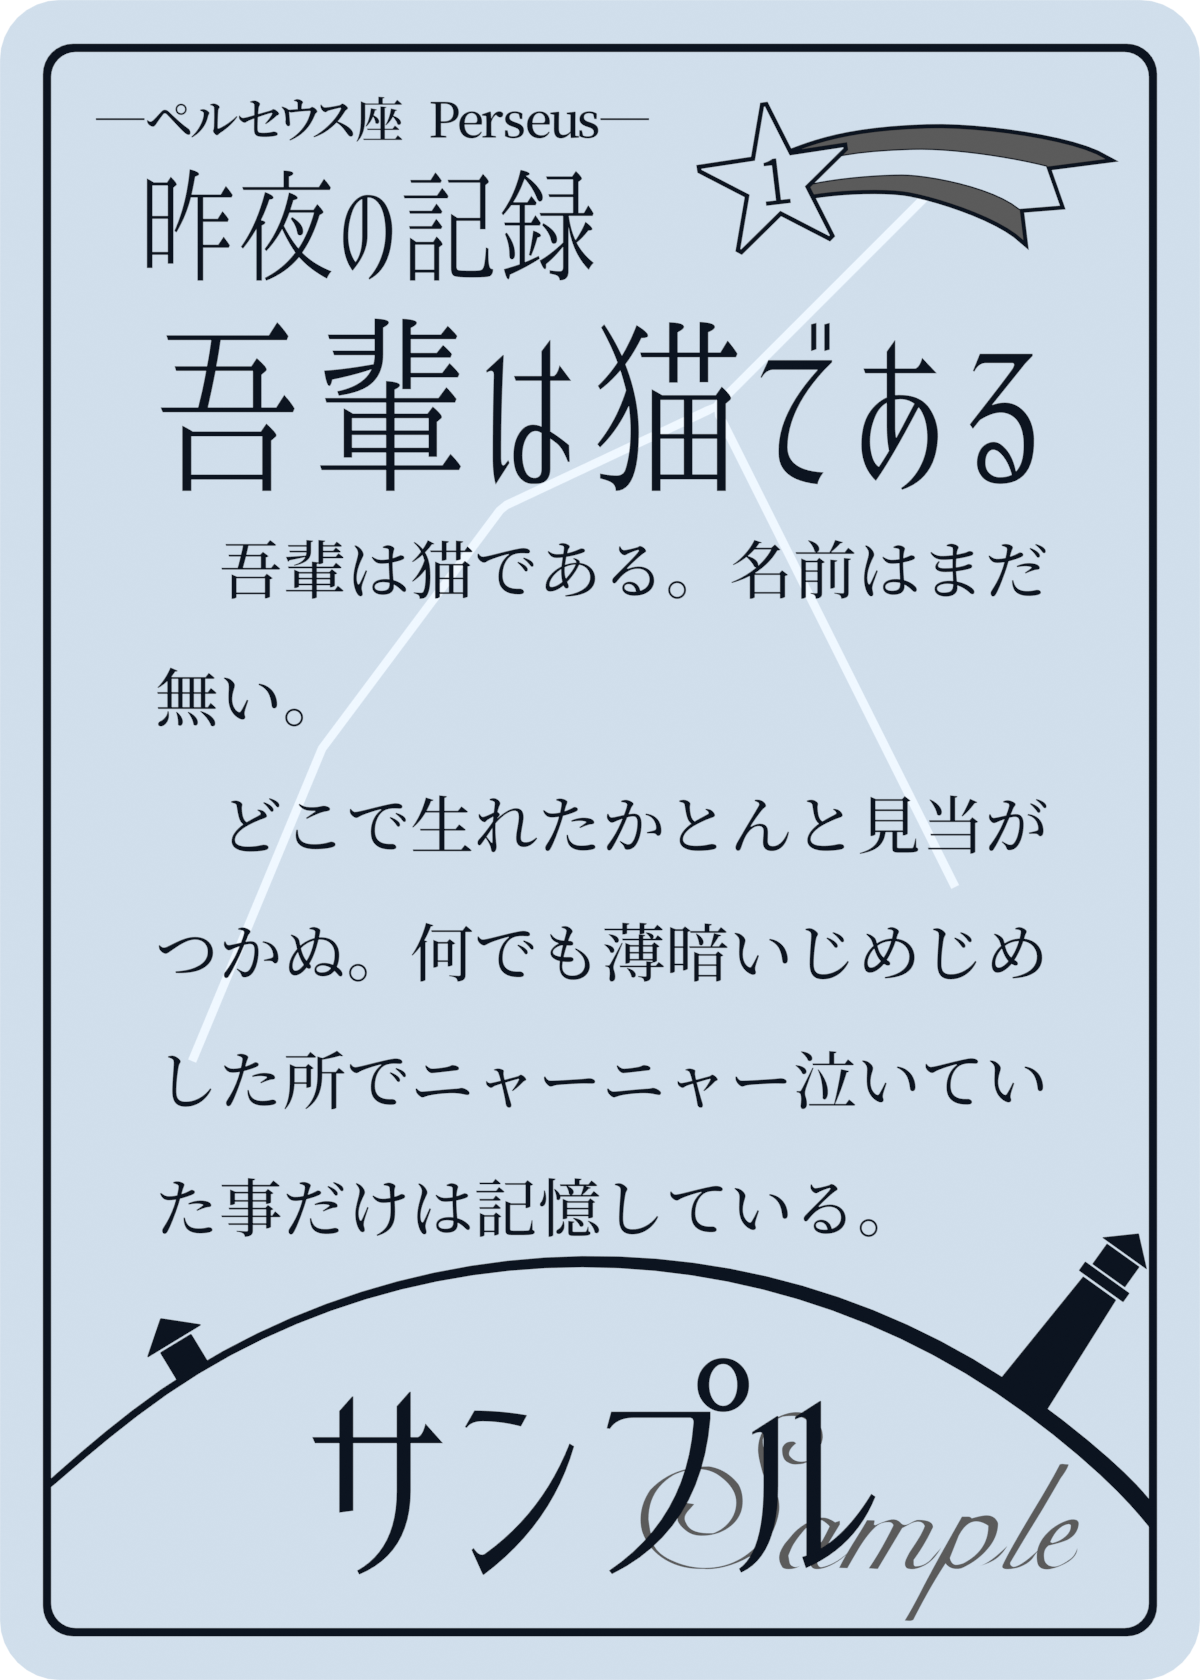 ―ペルセウス座 Perseus―
1
昨夜の記録
吾輩は猫である
　吾輩は猫である。名前はまだ
無い。
　どこで生れたかとんと見当が
つかぬ。何でも薄暗いじめじめ
した所でニャーニャー泣いてい
た事だけは記憶している。
サンプル
Sample